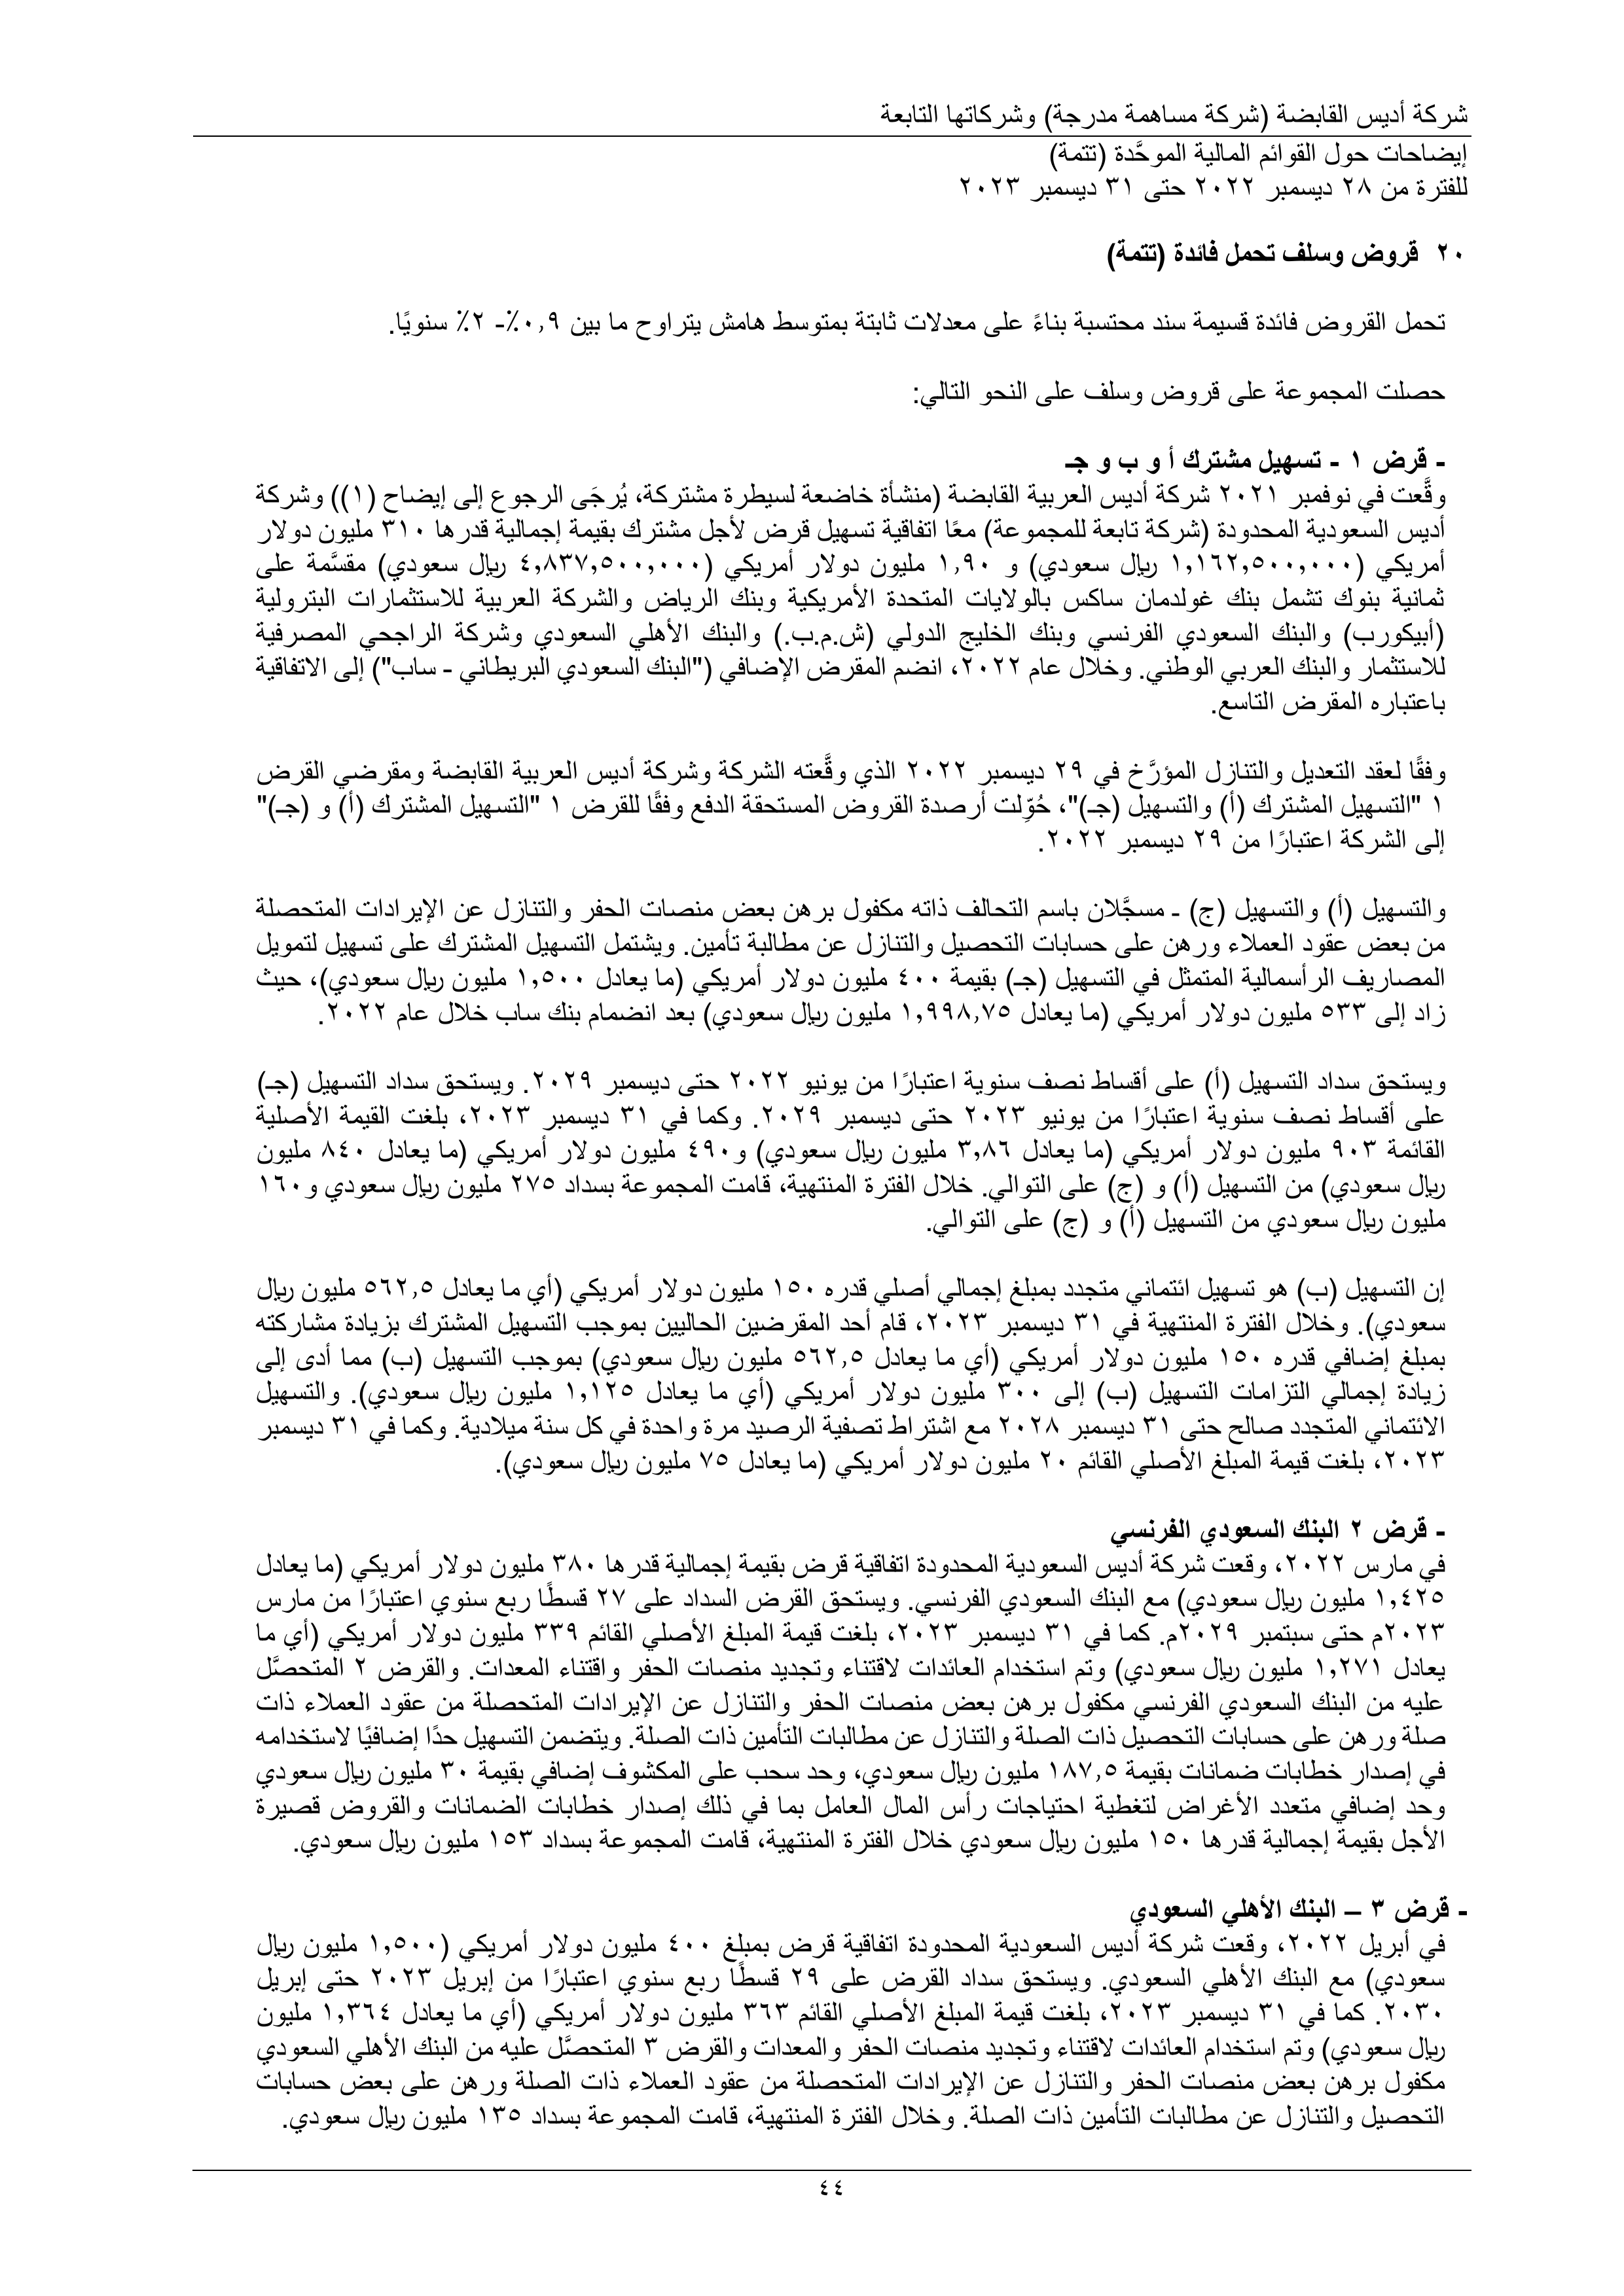 شركة أديس القابضة (شركة مساهمة مدرجة) وشركاتها التابعة
إيضاحات حول القوائم المالية الموحَّدة (تتمة)
للفترة من ٢٨ ديسمبر ٢٠٢٢ حتى ٣١ ديسمبر ٢٠٢٣
٢٠ قروض وسلف تحمل فائدة (تتمة)
تحمل القروض فائدة قسيمة سند محتسبة بناءً على معدلات ثابتة بمتوسط هامش يتراوح ما بين ٠,٩٪- ٢٪ سنويًا.
حصلت المجموعة على قروض وسلف على النحو التالي:
- قرض ١ - تسهيل مشترك أ و ب و جـ
وقَّعت في نوفمبر ٢٠٢١ شركة أديس العربية القابضة (منشأة خاضعة لسيطرة مشتركة، يُرجَى الرجوع إلى إيضاح (١)) وشركة
أديس السعودية المحدودة (شركة تابعة للمجموعة) معًا اتفاقية تسهيل قرض لأجل مشترك بقيمة إجمالية قدرها ٣١٠ مليون دولار
أمريكي (١,١٦٢,٥٠٠,٠٠٠ ريال سعودي) و ١,٩٠ مليون دولار أمريكي (٤,٨٣٧,٥٠٠,٠٠٠ ريال سعودي) مقسَّمة على
ثمانية بنوك تشمل بنك غولدمان ساكس بالولايات المتحدة الأمريكية وبنك الرياض والشركة العربية للاستثمارات البترولية
(أبيكورب) والبنك السعودي الفرنسي وبنك الخليج الدولي (ش.م.ب.) والبنك الأهلي السعودي وشركة الراجحي المصرفية
للاستثمار والبنك العربي الوطني. وخلال عام ٢٠٢٢، انضم المقرض الإضافي ("البنك السعودي البريطاني - ساب") إلى الاتفاقية
باعتباره المقرض التاسع.
وفقًا لعقد التعديل والتنازل المؤرَّخ في ٢٩ ديسمبر ٢٠٢٢ الذي وقَّعته الشركة وشركة أديس العربية القابضة ومقرضي القرض
١ "التسهيل المشترك (أ) والتسهيل (جـ)"، حُوِّلت أرصدة القروض المستحقة الدفع وفقًا للقرض ١ "التسهيل المشترك (أ) و (جـ)"
إلى الشركة اعتبارًا من ٢٩ ديسمبر ٢٠٢٢.
والتسهيل (أ) والتسهيل (ج) - مسجَّلان باسم التحالف ذاته مكفول برهن بعض منصات الحفر والتنازل عن الإيرادات المتحصلة
من بعض عقود العملاء ورهن على حسابات التحصيل والتنازل عن مطالبة تأمين. ويشتمل التسهيل المشترك على تسهيل لتمويل
المصاريف الرأسمالية المتمثل في التسهيل (جـ) بقيمة ٤٠٠ مليون دولار أمريكي (ما يعادل ١,٥٠٠ مليون ريال سعودي)، حيث
زاد إلى ٥٣٣ مليون دولار أمريكي (ما يعادل ١,٩٩٨,٧٥ مليون ريال سعودي) بعد انضمام بنك ساب خلال عام ٢٠٢٢.
ويستحق سداد التسهيل (أ) على أقساط نصف سنوية اعتبارًا من يونيو ٢٠٢٢ حتى ديسمبر ٢٠٢٩. ويستحق سداد التسهيل (جـ)
على أقساط نصف سنوية اعتبارًا من يونيو ٢٠٢٣ حتى ديسمبر ٢٠٢٩. وكما في ٣١ ديسمبر ٢٠٢٣، بلغت القيمة الأصلية
القائمة ٩٠٣ مليون دولار أمريكي (ما يعادل ٣,٨٦ مليون ريال سعودي) و٤٩٠ مليون دولار أمريكي (ما يعادل ٨٤٠ مليون
ريال سعودي) من التسهيل (أ) و (ج) على التوالي. خلال الفترة المنتهية، قامت المجموعة بسداد ٢٧٥ مليون ريال سعودي و١٦٠
مليون ريال سعودي من التسهيل (أ) و (ج) على التوالي.
إن التسهيل (ب) هو تسهيل ائتماني متجدد بمبلغ إجمالي أصلي قدره ١٥٠ مليون دولار أمريكي (أي ما يعادل ٥٦٢,٥ مليون ريال
سعودي). وخلال الفترة المنتهية في ٣١ ديسمبر ٢٠٢٣، قام أحد المقرضين الحاليين بموجب التسهيل المشترك بزيادة مشاركته
بمبلغ إضافي قدره ١٥٠ مليون دولار أمريكي (أي ما يعادل ٥٦٢,٥ مليون ريال سعودي) بموجب التسهيل (ب) مما أدى إلى
زيادة إجمالي التزامات التسهيل (ب) إلى ٣٠٠ مليون دولار أمريكي (أي ما يعادل ١,١٢٥ مليون ريال سعودي). والتسهيل
الائتماني المتجدد صالح حتى ٣١ ديسمبر ٢٠٢٨ مع اشتراط تصفية الرصيد مرة واحدة في كل سنة ميلادية. وكما في ٣١ ديسمبر
٢٠٢٣، بلغت قيمة المبلغ الأصلي القائم ٢٠ مليون دولار أمريكي (ما يعادل ٧٥ مليون ريال سعودي).
- قرض ٢ البنك السعودي الفرنسي
في مارس ٢٠٢٢، وقعت شركة أديس السعودية المحدودة اتفاقية قرض بقيمة إجمالية قدرها ٣٨٠ مليون دولار أمريكي (ما يعادل
١,٤٢٥ مليون ريال سعودي) مع البنك السعودي الفرنسي. ويستحق القرض السداد على ٢٧ قسطًا ربع سنوي اعتبارًا من مارس
٢٠٢٣م حتى سبتمبر ٢٠٢٩م. كما في ٣١ ديسمبر ٢٠٢٣، بلغت قيمة المبلغ الأصلي القائم ٣٣٩ مليون دولار أمريكي (أي ما
يعادل ١,٢٧١ مليون ريال سعودي) وتم استخدام العائدات لاقتناء وتجديد منصات الحفر واقتناء المعدات. والقرض ٢ المتحصَّل
عليه من البنك السعودي الفرنسي مكفول برهن بعض منصات الحفر والتنازل عن الإيرادات المتحصلة من عقود العملاء ذات
صلة ورهن على حسابات التحصيل ذات الصلة والتنازل عن مطالبات التأمين ذات الصلة. ويتضمن التسهيل حدًا إضافيًا لاستخدامه
في إصدار خطابات ضمانات بقيمة ١٨٧,٥ مليون ريال سعودي، وحد سحب على المكشوف إضافي بقيمة ٣٠ مليون ريال سعودي
وحد إضافي متعدد الأغراض لتغطية احتياجات رأس المال العامل بما في ذلك إصدار خطابات الضمانات والقروض قصيرة
الأجل بقيمة إجمالية قدرها ١٥٠ مليون ريال سعودي خلال الفترة المنتهية، قامت المجموعة بسداد ١٥٣ مليون ريال سعودي.
- قرض ٣ – البنك الأهلي السعودي
في أبريل ٢٠٢٢، وقعت شركة أديس السعودية المحدودة اتفاقية قرض بمبلغ ٤٠٠ مليون دولار أمريكي (١,٥٠٠ مليون ريال
سعودي) مع البنك الأهلي السعودي. ويستحق سداد القرض على ٢٩ قسطًا ربع سنوي اعتبارًا من إبريل ٢٠٢٣ حتى إبريل
٢٠٣٠. كما في ٣١ ديسمبر ٢٠٢٣، بلغت قيمة المبلغ الأصلي القائم ٣٦٣ مليون دولار أمريكي (أي ما يعادل ١,٣٦٤ مليون
ريال سعودي) وتم استخدام العائدات لاقتناء وتجديد منصات الحفر والمعدات والقرض ٣ المتحصَّل عليه من البنك الأهلي السعودي
مكفول برهن بعض منصات الحفر والتنازل عن الإيرادات المتحصلة من عقود العملاء ذات الصلة ورهن على بعض حسابات
التحصيل والتنازل عن مطالبات التأمين ذات الصلة. وخلال الفترة المنتهية، قامت المجموعة بسداد ١٣٥ مليون ريال سعودي.
٤٤